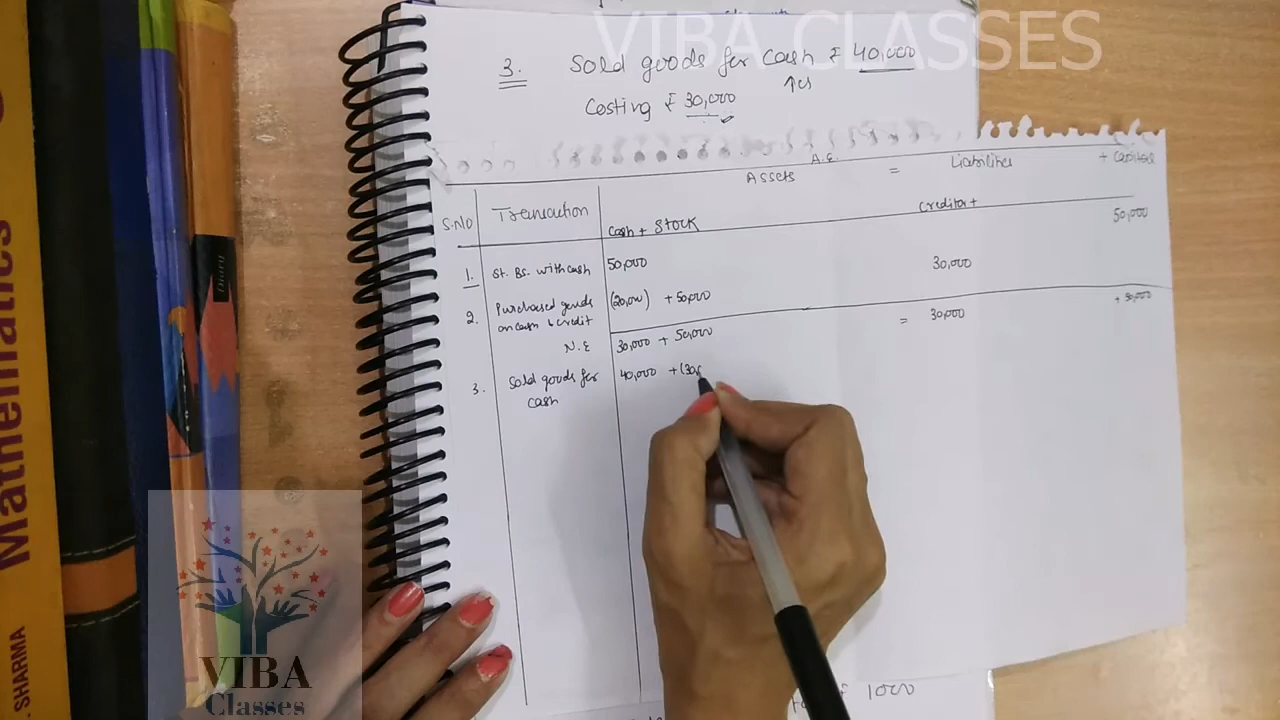 VIBA CLASSES
3. Sold goods for cash ₹ 40,000
Costing ₹ 30,000
A.E.
Assets = Liabilities + Capital
S.No Transaction Cash + Stock Creditor +
1. St. Bs. with cash 50,000 50,000
2. Purchased goods on cash & credit (20,000) + 50,000 30,000
N.E 30,000 + 50,000 = 30,000 + 50,000
3. Sold goods for cash 40,000 + (30,
₹ 1000
Mathematics
. SHARMA
Diary
VIBA
Classes